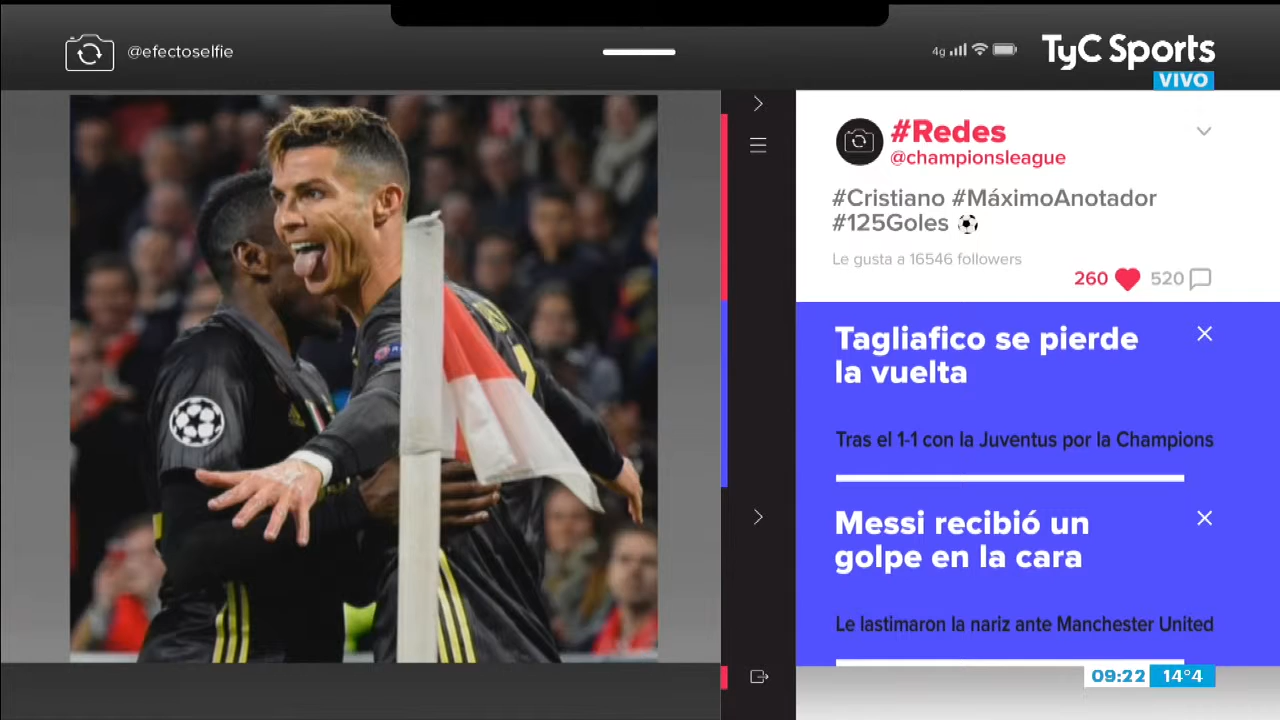 @efectoselfie
4g
TyC Sports
VIVO
#Redes
@championsleague
#Cristiano #MáximoAnotador
#125Goles
Le gusta a 16546 followers
260
520
Tagliafico se pierde
la vuelta
Tras el 1-1 con la Juventus por la Champions
Messi recibió un
golpe en la cara
Le lastimaron la nariz ante Manchester United
09:22
14°4